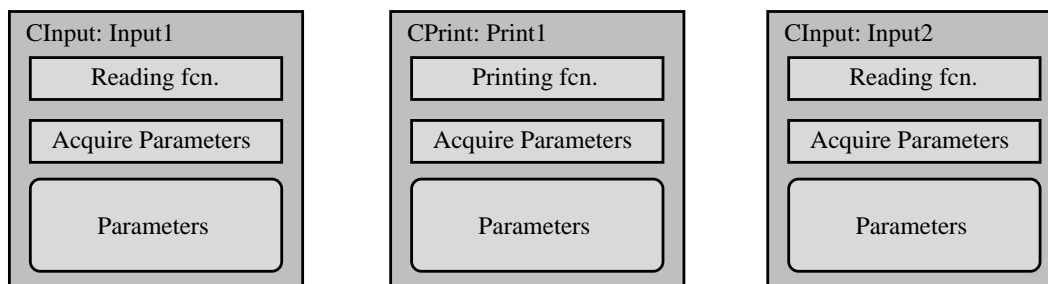 CInput: Input1
Reading fcn.
Acquire Parameters
Parameters
CPrint: Print1
Printing fcn.
Acquire Parameters
Parameters
CInput: Input2
Reading fcn.
Acquire Parameters
Parameters